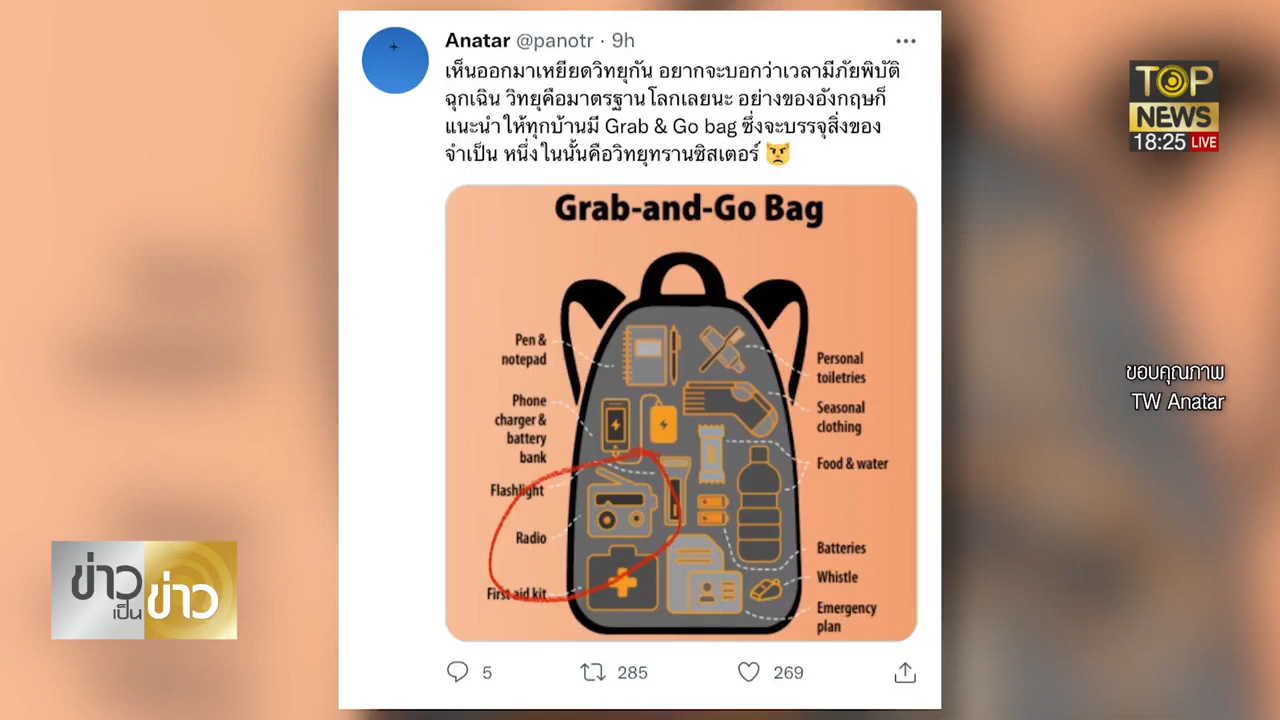 Anatar @panotr · 9h
เห็นออกมาเหยียดวิทยุกัน อยากจะบอกว่าเวลามีภัยพิบัติ
ฉุกเฉิน วิทยุคือมาตรฐานโลกเลยนะ อย่างของอังกฤษก็
แนะนำให้ทุกบ้านมี Grab & Go bag ซึ่งจะบรรจุสิ่งของ
จำเป็น หนึ่งในนั้นคือวิทยุทรานซิสเตอร์ 😾
Grab-and-Go Bag
Pen &
notepad
Phone
charger &
battery
bank
Flashlight
Radio
First aid kit
Personal
toiletries
Seasonal
clothing
Food & water
Batteries
Whistle
Emergency
plan
5
285
269
TOP
NEWS
18:25 LIVE
ขอบคุณภาพ
TW Anatar
ข่าว
เป็น
ข่าว